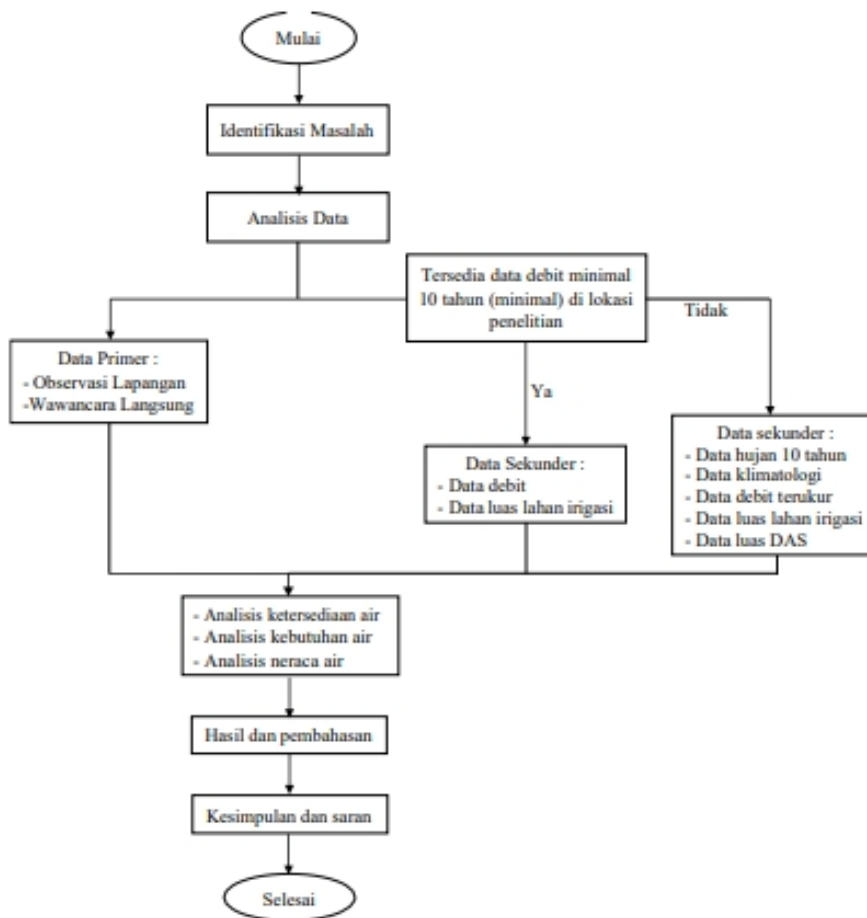 Mulai
Identifikasi Masalah
Analisis Data
Tersedia data debit minimal
10 tahun (minimal) di lokasi
penelitian
Tidak
Data Primer :
- Observasi Lapangan
-Wawancara Langsung
Ya
Data Sekunder :
- Data debit
- Data luas lahan irigasi
Data sekunder :
- Data hujan 10 tahun
- Data klimatologi
- Data debit terukur
- Data luas lahan irigasi
- Data luas DAS
- Analisis ketersediaan air
- Analisis kebutuhan air
- Analisis neraca air
Hasil dan pembahasan
Kesimpulan dan saran
Selesai